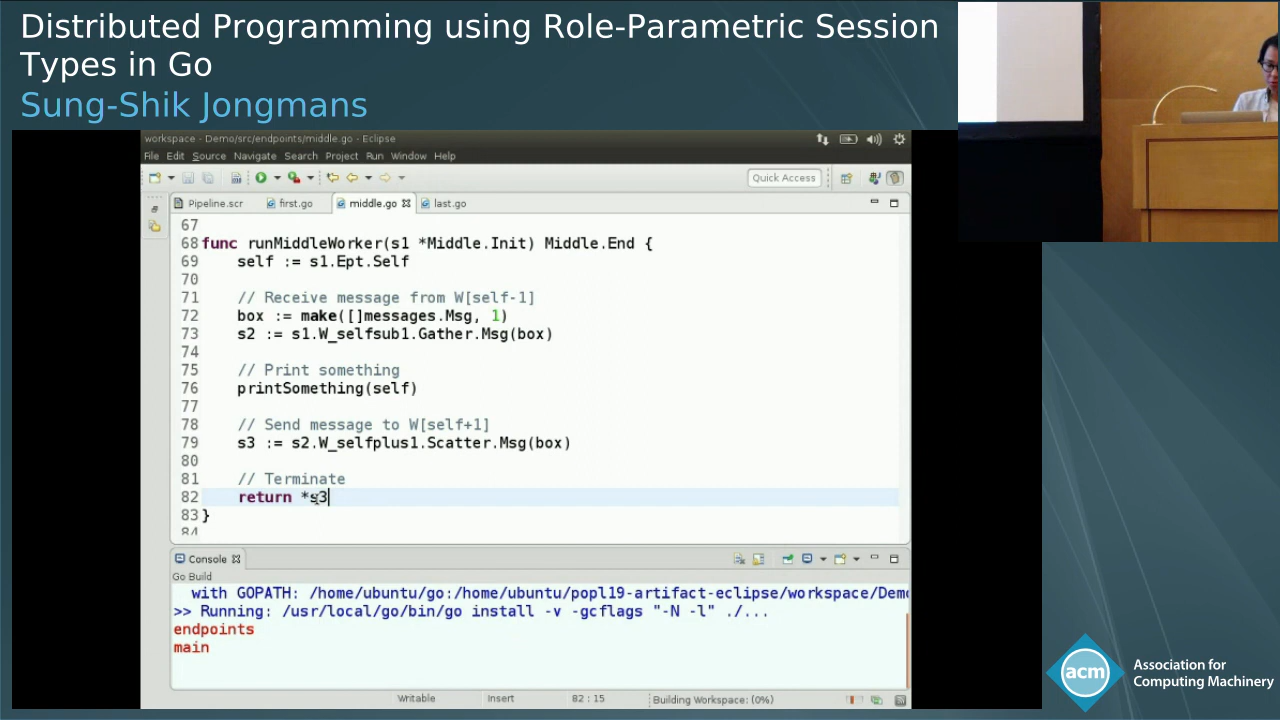 Distributed Programming using Role-Parametric Session
Types in Go
Sung-Shik Jongmans
workspace - Demo/src/endpoints/middle.go - Eclipse
File Edit Source Navigate Search Project Run Window Help
Quick Access
Pipeline.scr first.go middle.go last.go
67
68 func runMiddleWorker(s1 *Middle.Init) Middle.End {
69 self := s1.Ept.Self
70
71 // Receive message from W[self-1]
72 box := make([]messages.Msg, 1)
73 s2 := s1.W_selfsub1.Gather.Msg(box)
74
75 // Print something
76 printSomething(self)
77
78 // Send message to W[self+1]
79 s3 := s2.W_selfplus1.Scatter.Msg(box)
80
81 // Terminate
82 return *s3
83 }
84
Console
Go Build
with GOPATH: /home/ubuntu/go:/home/ubuntu/popl19-artifact-eclipse/workspace/Demo
>> Running: /usr/local/go/bin/go install -v -gcflags "-N -l" ./...
endpoints
main
Writable Insert 82 : 15 Building Workspace: (0%)
acm
Association for
Computing Machinery